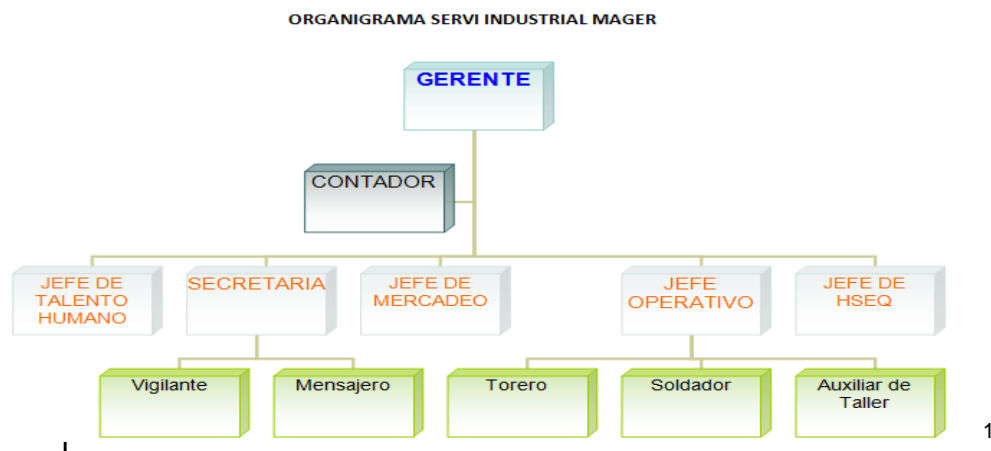 ORGANIGRAMA SERVI INDUSTRIAL MAGER
GERENTE
CONTADOR
JEFE DE
TALENTO
HUMANO
SECRETARIA
JEFE DE
MERCADEO
JEFE
OPERATIVO
JEFE DE
HSEQ
Vigilante
Mensajero
Torero
Soldador
Auxiliar de
Taller
1